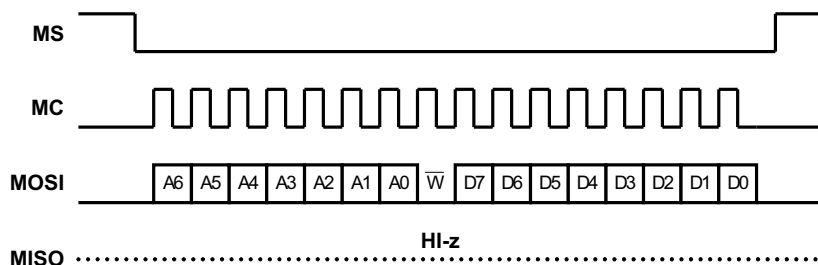 MS
MC
MOSI A6 A5 A4 A3 A2 A1 A0 W̅ D7 D6 D5 D4 D3 D2 D1 D0
HI-z
MISO